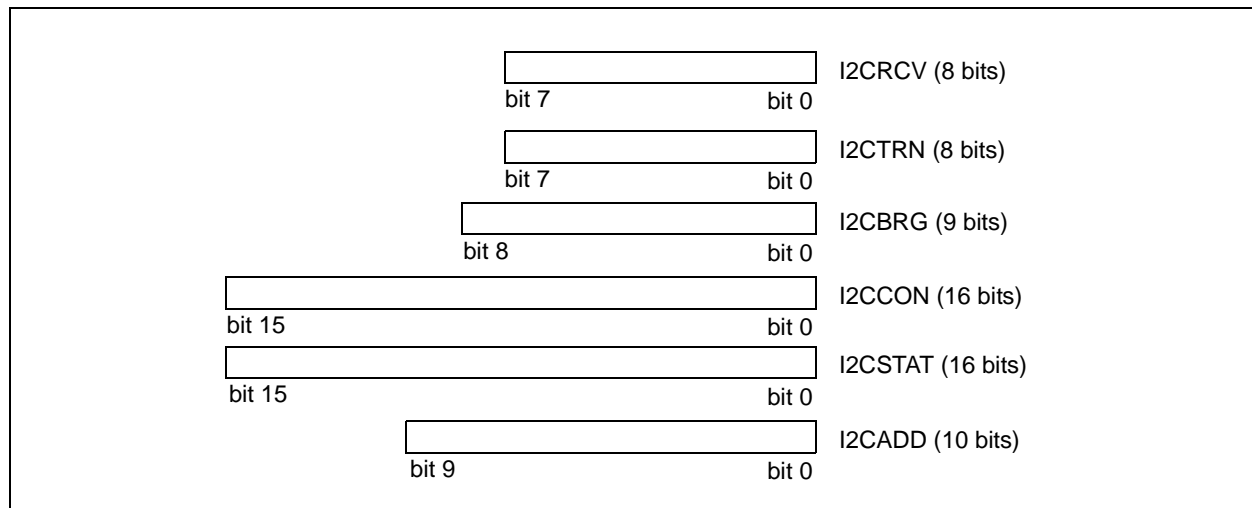 I2CRCV (8 bits)
bit 7 bit 0
I2CTRN (8 bits)
bit 7 bit 0
I2CBRG (9 bits)
bit 8 bit 0
I2CCON (16 bits)
bit 15 bit 0
I2CSTAT (16 bits)
bit 15 bit 0
I2CADD (10 bits)
bit 9 bit 0